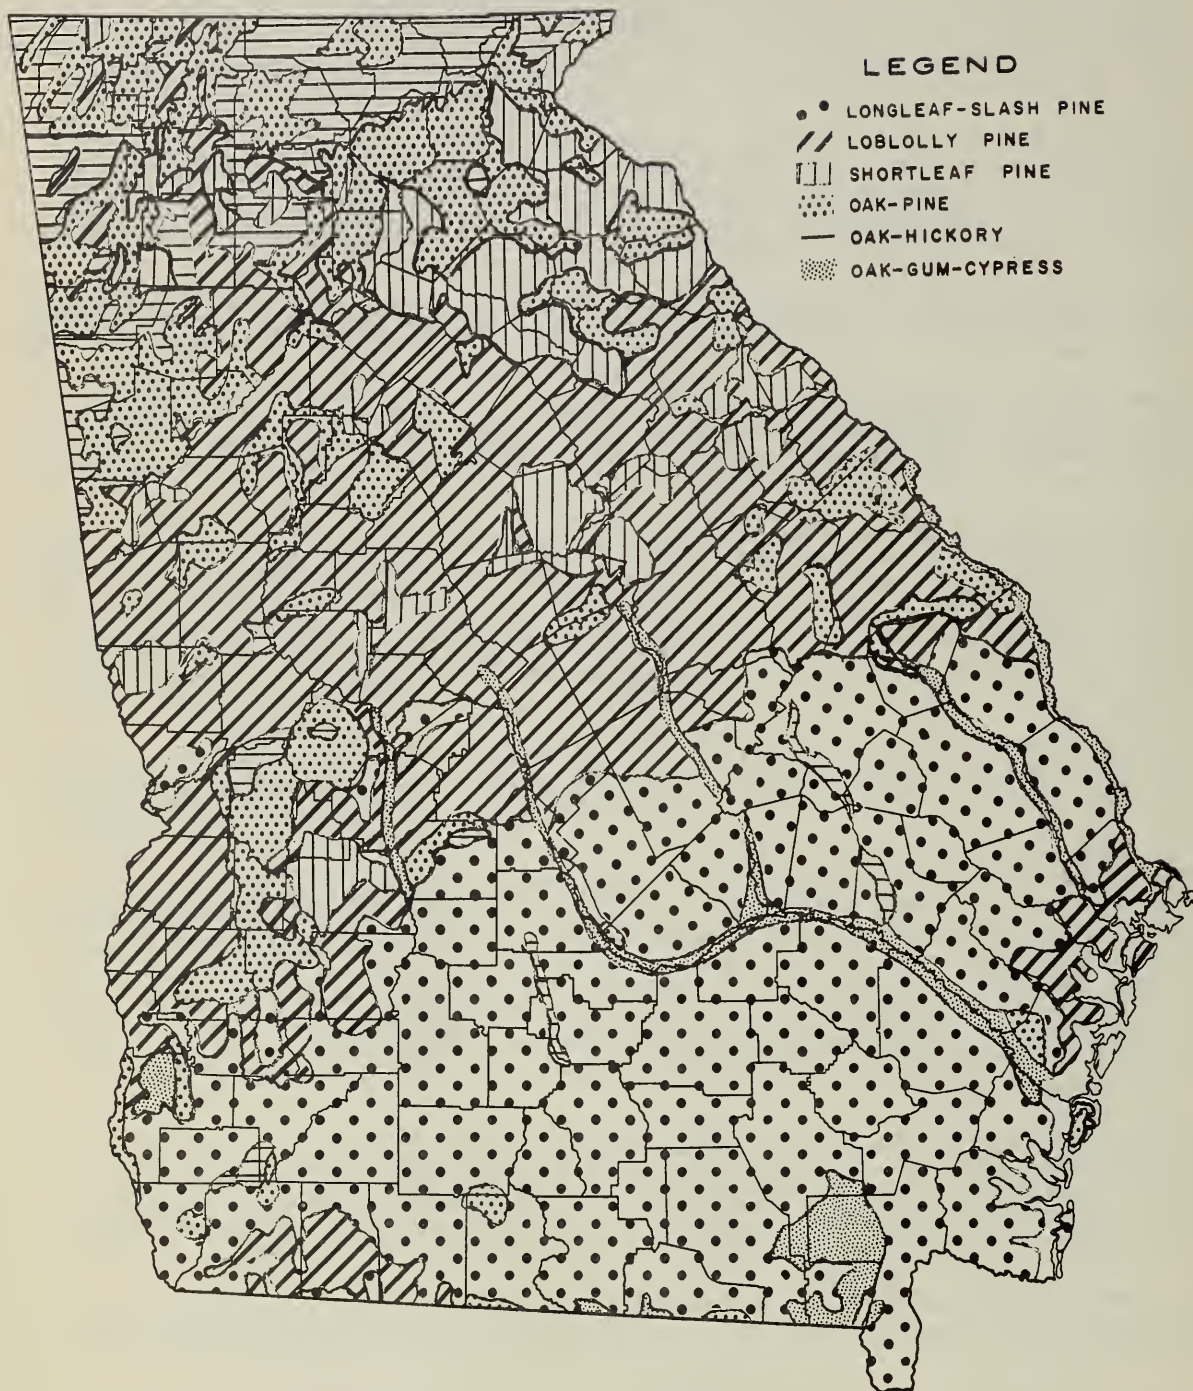 LEGEND
LONGLEAF-SLASH PINE
LOBLOLLY PINE
SHORTLEAF PINE
OAK-PINE
OAK-HICKORY
OAK-GUM-CYPRESS